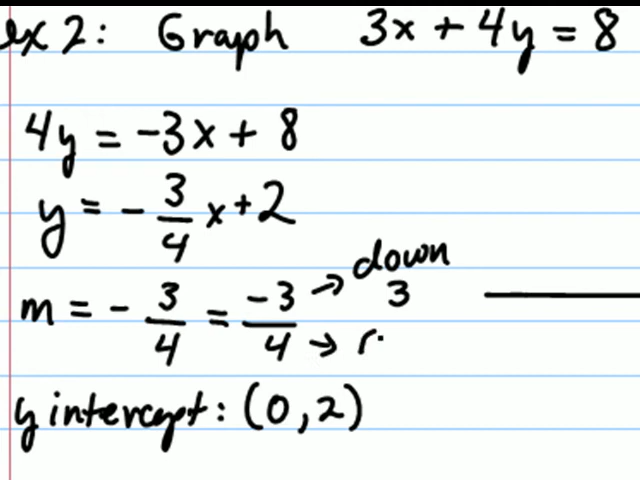 ex 2: Graph 3x + 4y = 8
4y = -3x + 8
y = - 3/4 x + 2
m = - 3/4 = -3/4 → down 3
→ r
y intercept: (0, 2)